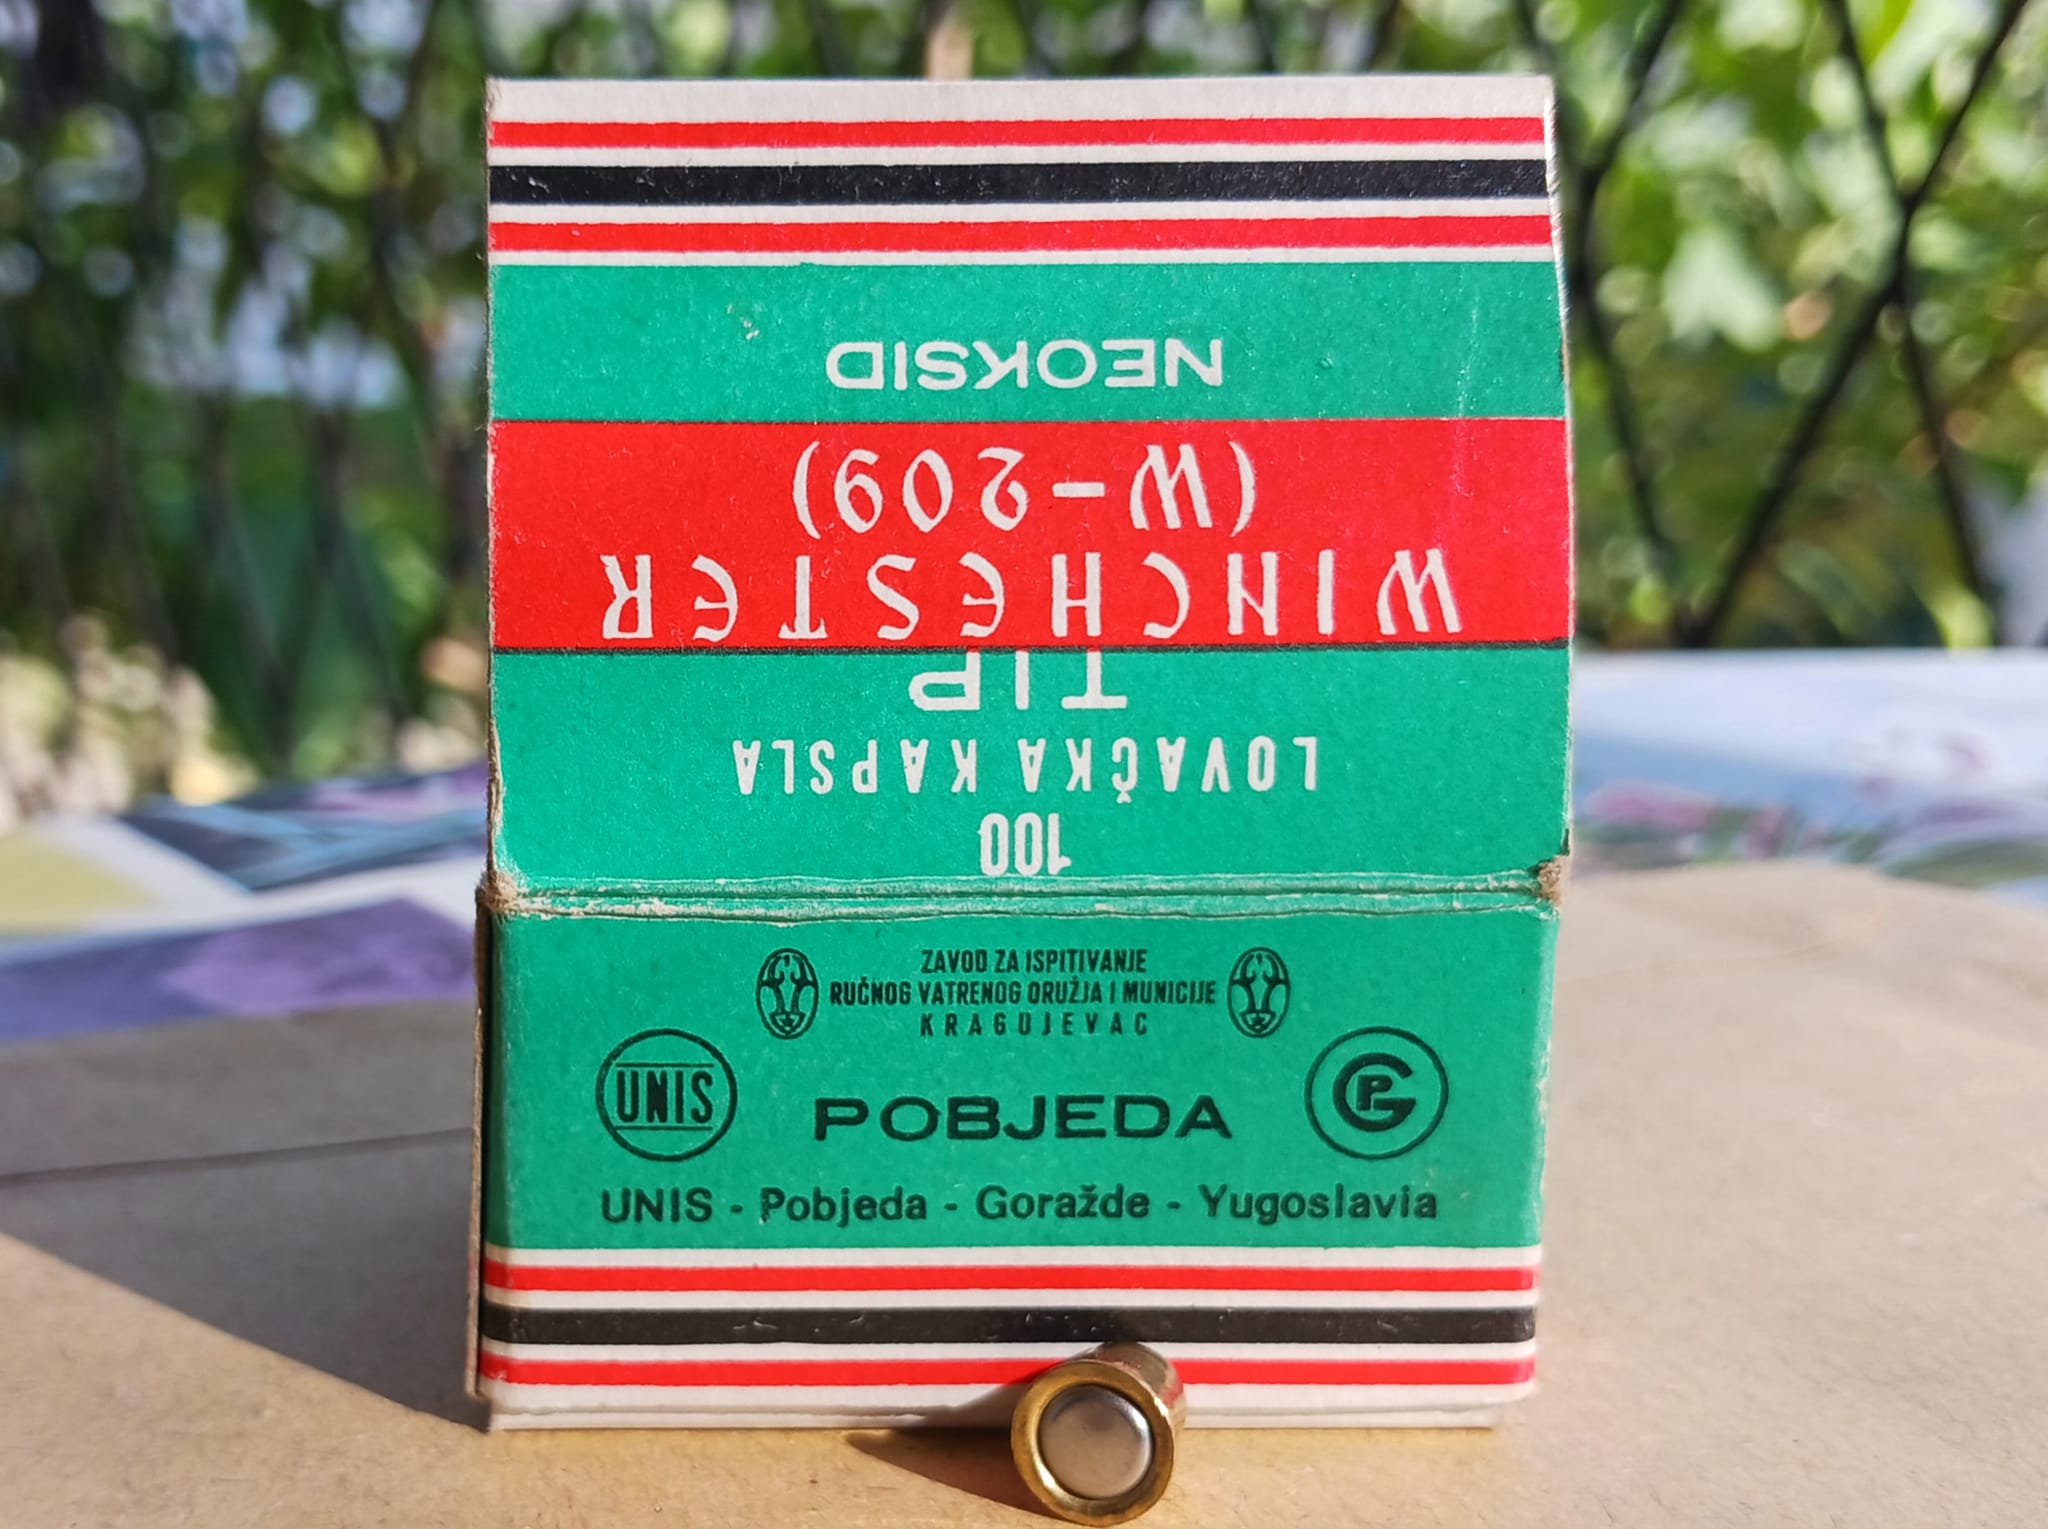 100
LOVAČKA KAPSLA
TIP
WINCHESTER
(W-209)
NEOKSID
ZAVOD ZA ISPITIVANJE
RUČNOG VATRENOG ORUŽJA I MUNICIJE
KRAGUJEVAC
UNIS
POBJEDA
GP
UNIS - Pobjeda - Goražde - Yugoslavia